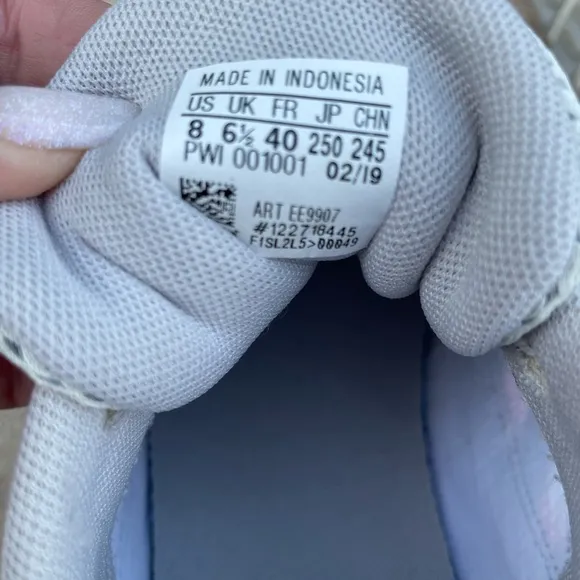 MADE IN INDONESIA
US UK FR JP CHN
8 6½ 40 250 245
PWI 001001 02/19
ART EE9907
#122718445
F1SL2L5>00049